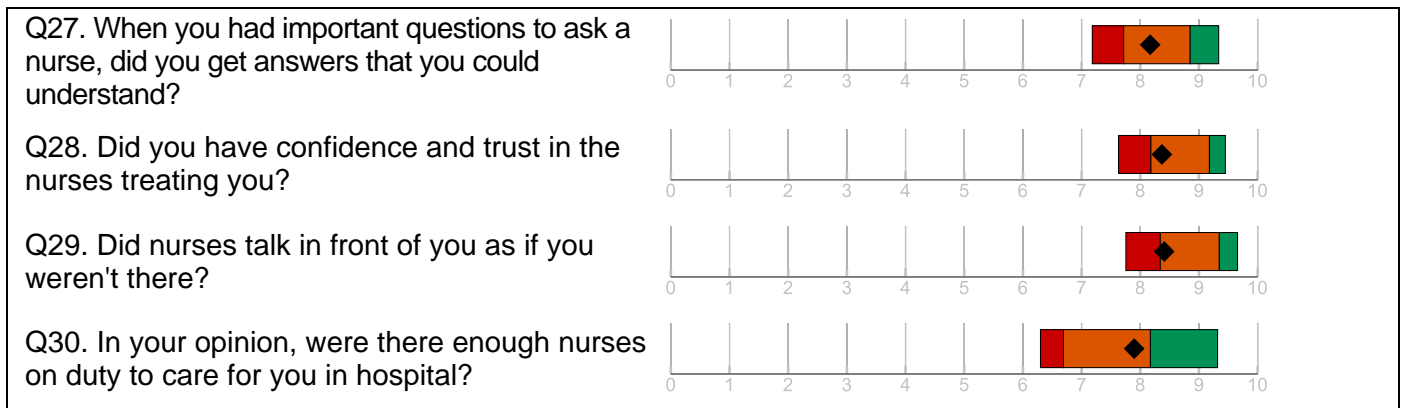 Q27. When you had important questions to ask a
nurse, did you get answers that you could
understand?
0 1 2 3 4 5 6 7 8 9 10
Q28. Did you have confidence and trust in the
nurses treating you?
0 1 2 3 4 5 6 7 8 9 10
Q29. Did nurses talk in front of you as if you
weren't there?
0 1 2 3 4 5 6 7 8 9 10
Q30. In your opinion, were there enough nurses
on duty to care for you in hospital?
0 1 2 3 4 5 6 7 8 9 10